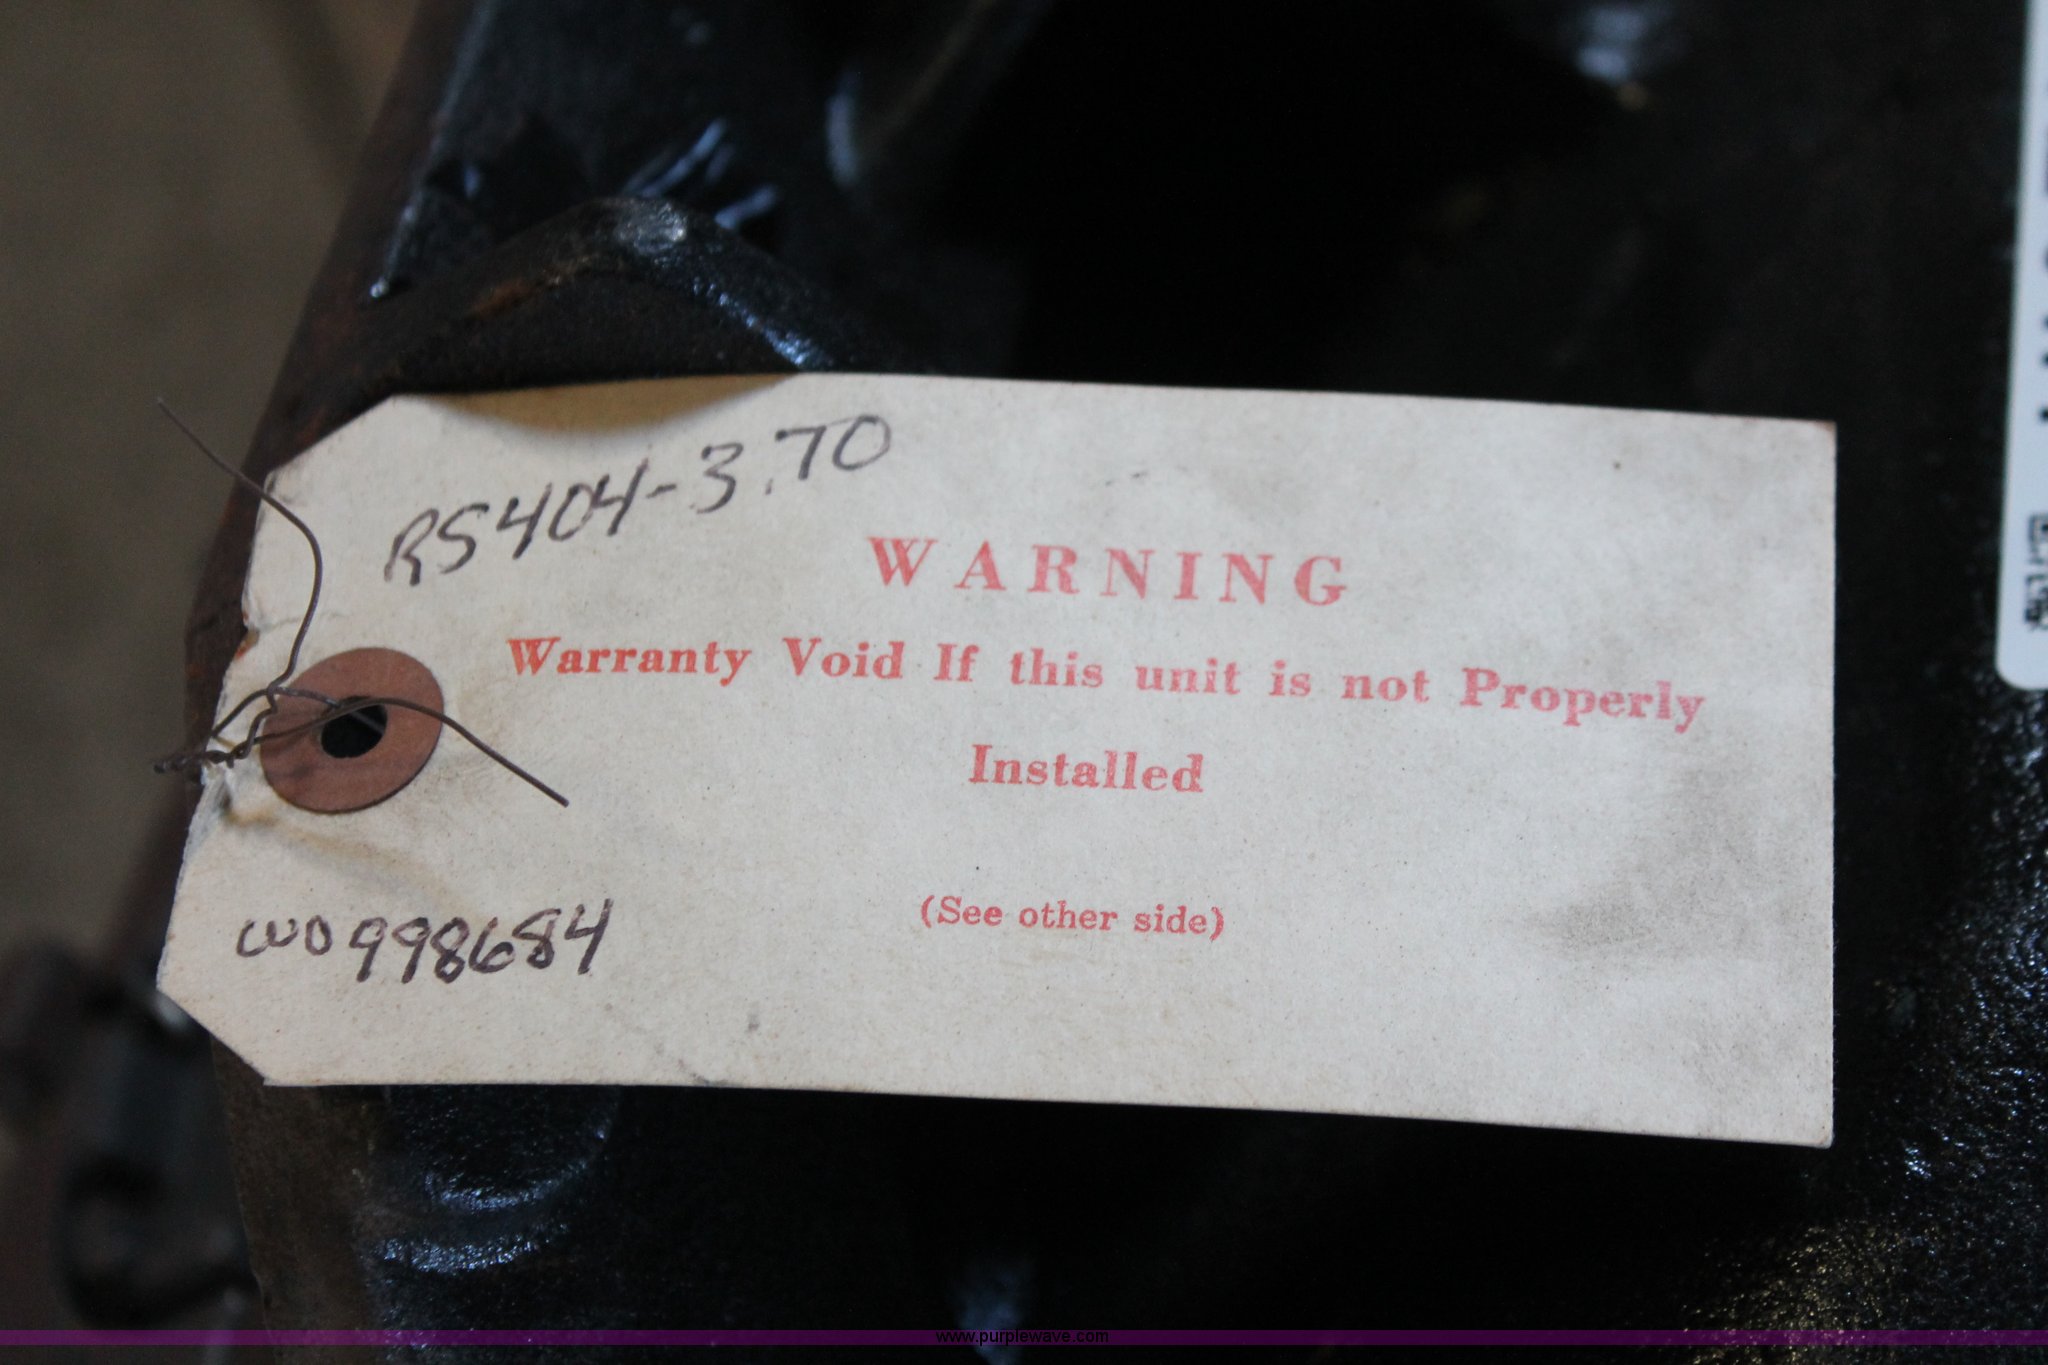 RS404-3.70
WARNING
Warranty Void If this unit is not Properly
Installed
(See other side)
WO998684
www.purplewave.com